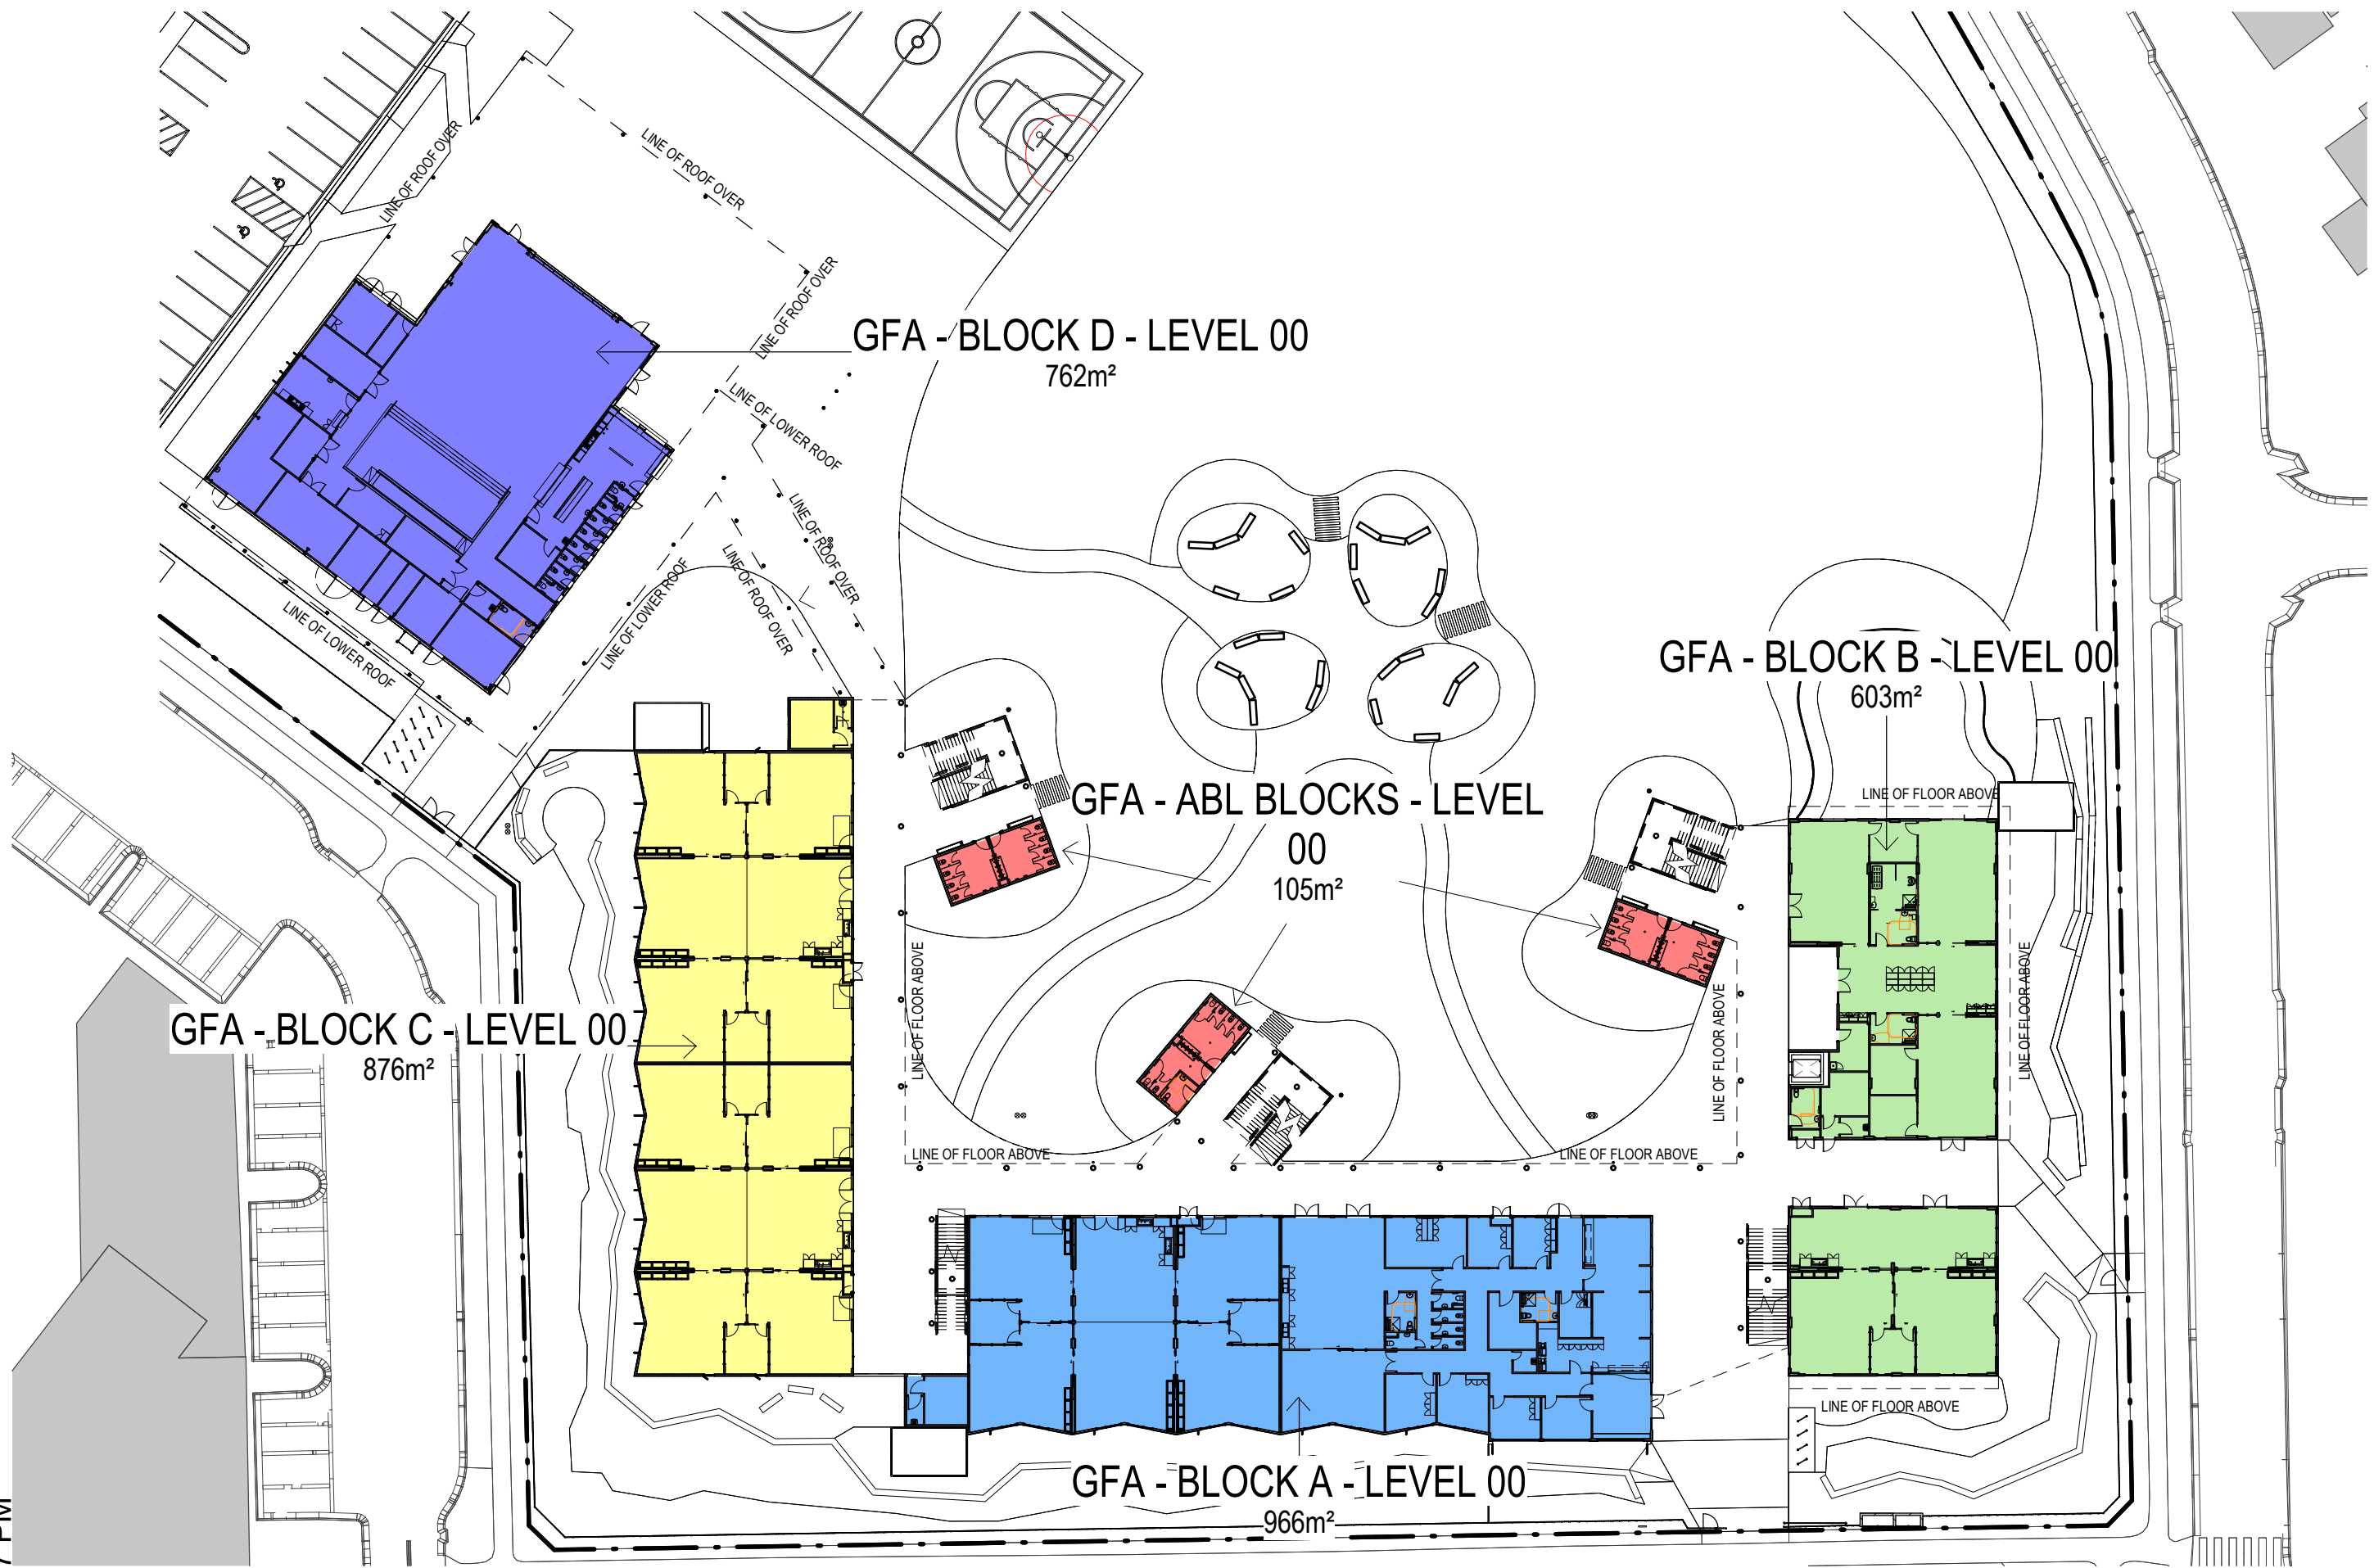 LINE OF ROOF OVER
LINE OF ROOF OVER
LINE OF ROOF OVER
GFA - BLOCK D - LEVEL 00
762m²
LINE OF LOWER ROOF
LINE OF ROOF OVER
LINE OF ROOF OVER
LINE OF LOWER ROOF
LINE OF LOWER ROOF
GFA - BLOCK B - LEVEL 00
603m²
LINE OF FLOOR ABOVE
GFA - ABL BLOCKS - LEVEL
00
105m²
LINE OF FLOOR ABOVE
LINE OF FLOOR ABOVE
LINE OF FLOOR ABOVE
GFA - BLOCK C - LEVEL 00
876m²
LINE OF FLOOR ABOVE
LINE OF FLOOR ABOVE
LINE OF FLOOR ABOVE
GFA - BLOCK A - LEVEL 00
966m²
PM